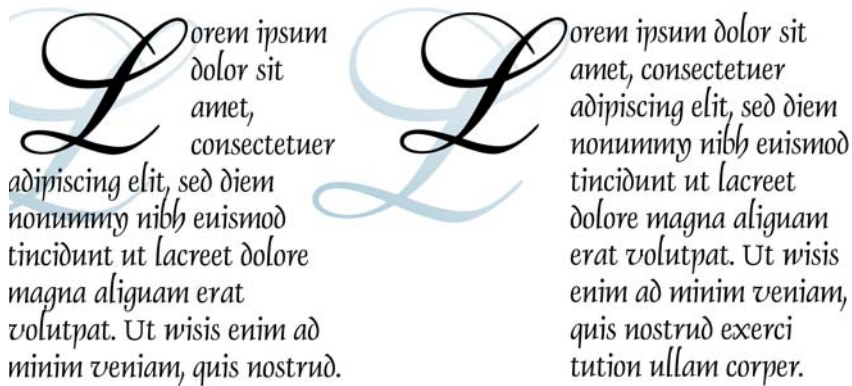 Lorem ipsum
dolor sit
amet,
consectetuer
adipiscing elit, sed diem
nonummy nibh euismod
tincidunt ut lacreet dolore
magna aliguam erat
volutpat. Ut wisis enim ad
minim veniam, quis nostrud.
Lorem ipsum dolor sit
amet, consectetuer
adipiscing elit, sed diem
nonummy nibh euismod
tincidunt ut lacreet
dolore magna aliguam
erat volutpat. Ut wisis
enim ad minim veniam,
quis nostrud exerci
tution ullam corper.